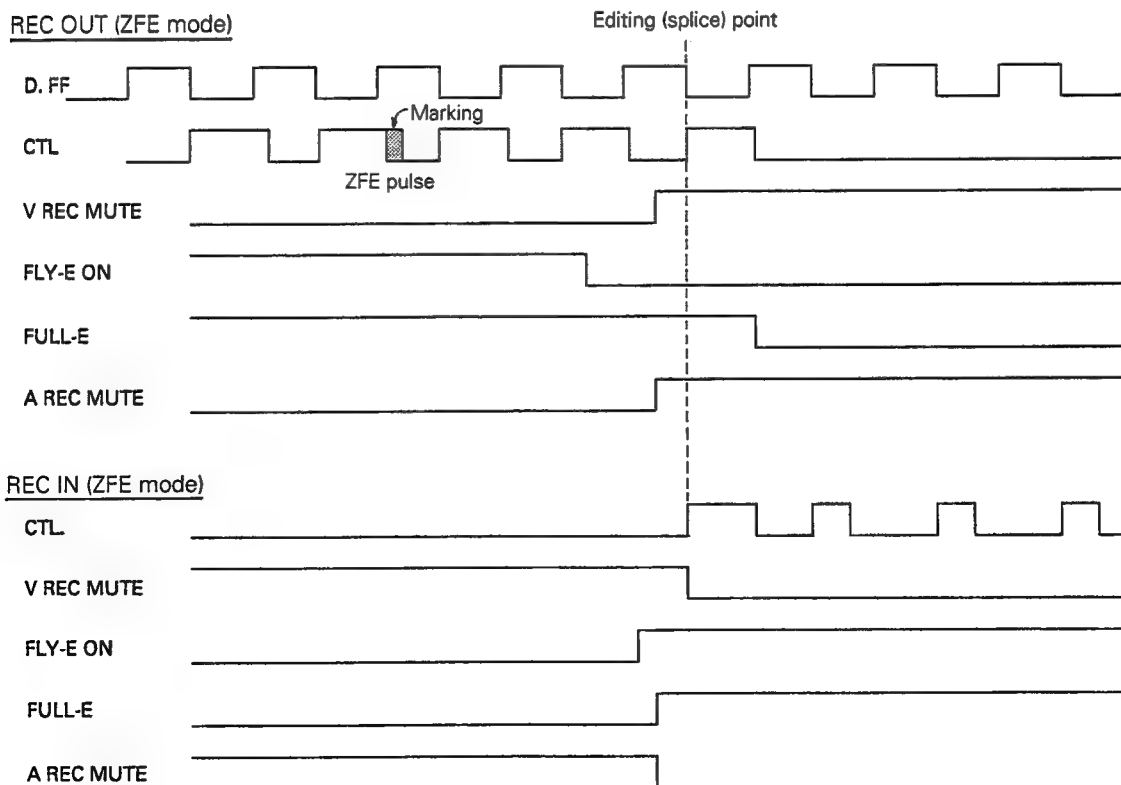 REC OUT (ZFE mode)
Editing (splice) point
D. FF
Marking
CTL
ZFE pulse
V REC MUTE
FLY-E ON
FULL-E
A REC MUTE
REC IN (ZFE mode)
CTL.
V REC MUTE
FLY-E ON
FULL-E
A REC MUTE